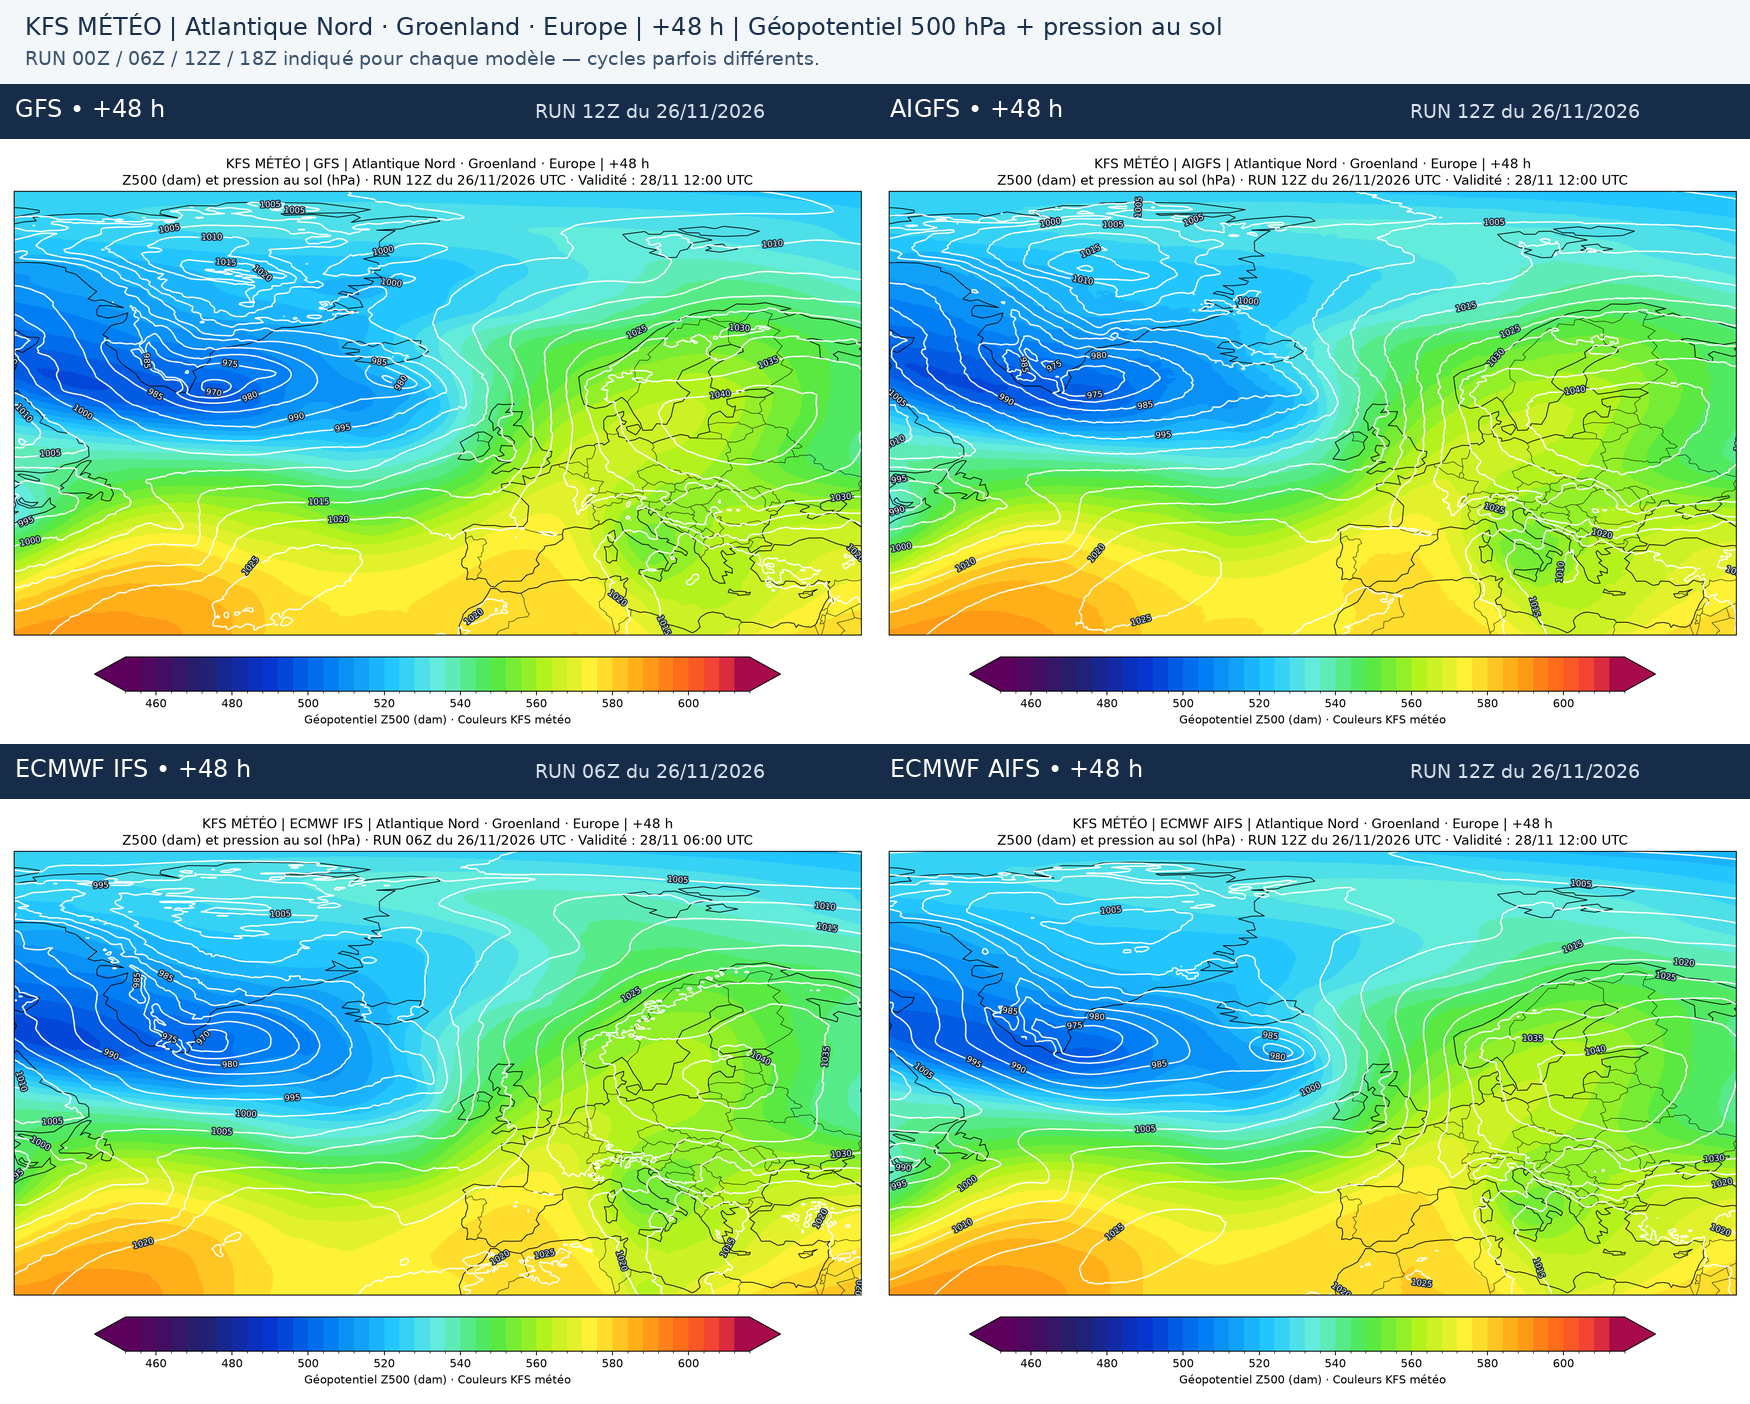 KFS MÉTÉO | Atlantique Nord · Groenland · Europe | +48 h | Géopotentiel 500 hPa + pression au sol
RUN 00Z / 06Z / 12Z / 18Z indiqué pour chaque modèle — cycles parfois différents.
GFS • +48 h
RUN 12Z du 26/11/2026
KFS MÉTÉO | GFS | Atlantique Nord · Groenland · Europe | +48 h
Z500 (dam) et pression au sol (hPa) · RUN 12Z du 26/11/2026 UTC · Validité : 28/11 12:00 UTC
460 480 500 520 540 560 580 600
Géopotentiel Z500 (dam) · Couleurs KFS météo
AIGFS • +48 h
RUN 12Z du 26/11/2026
KFS MÉTÉO | AIGFS | Atlantique Nord · Groenland · Europe | +48 h
Z500 (dam) et pression au sol (hPa) · RUN 12Z du 26/11/2026 UTC · Validité : 28/11 12:00 UTC
460 480 500 520 540 560 580 600
Géopotentiel Z500 (dam) · Couleurs KFS météo
ECMWF IFS • +48 h
RUN 06Z du 26/11/2026
KFS MÉTÉO | ECMWF IFS | Atlantique Nord · Groenland · Europe | +48 h
Z500 (dam) et pression au sol (hPa) · RUN 06Z du 26/11/2026 UTC · Validité : 28/11 06:00 UTC
460 480 500 520 540 560 580 600
Géopotentiel Z500 (dam) · Couleurs KFS météo
ECMWF AIFS • +48 h
RUN 12Z du 26/11/2026
KFS MÉTÉO | ECMWF AIFS | Atlantique Nord · Groenland · Europe | +48 h
Z500 (dam) et pression au sol (hPa) · RUN 12Z du 26/11/2026 UTC · Validité : 28/11 12:00 UTC
460 480 500 520 540 560 580 600
Géopotentiel Z500 (dam) · Couleurs KFS météo